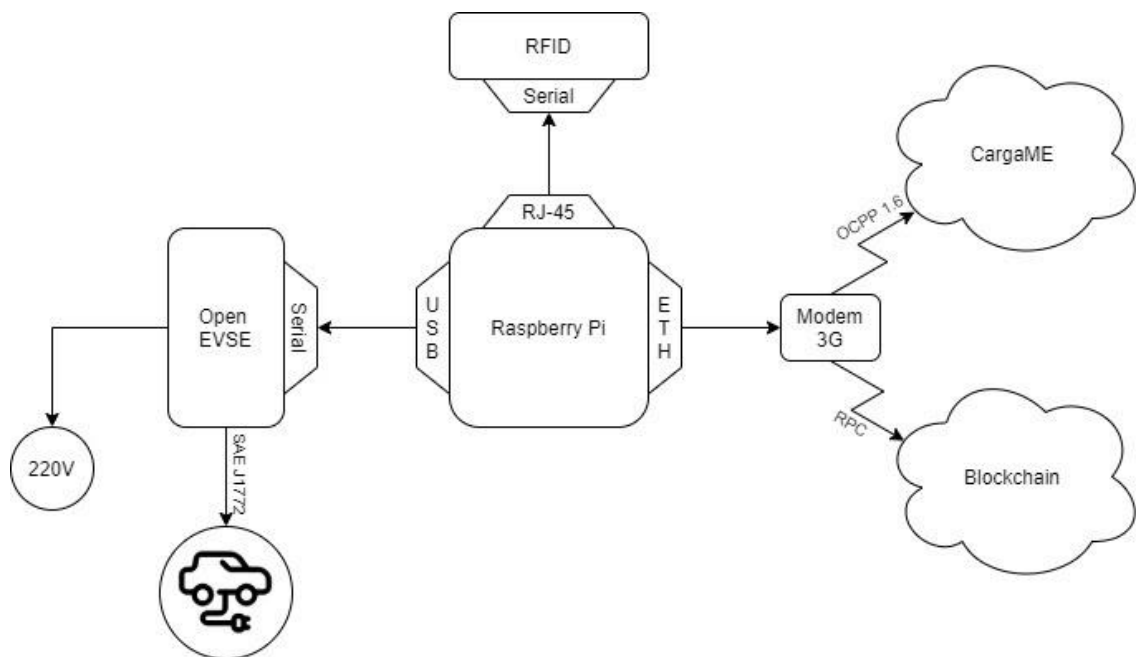 RFID
Serial
CargaME
OCPP 1.6
RJ-45
Open
EVSE
Serial
U
S
B
Raspberry Pi
E
T
H
Modem
3G
220V
SAE J1772
RPC
Blockchain